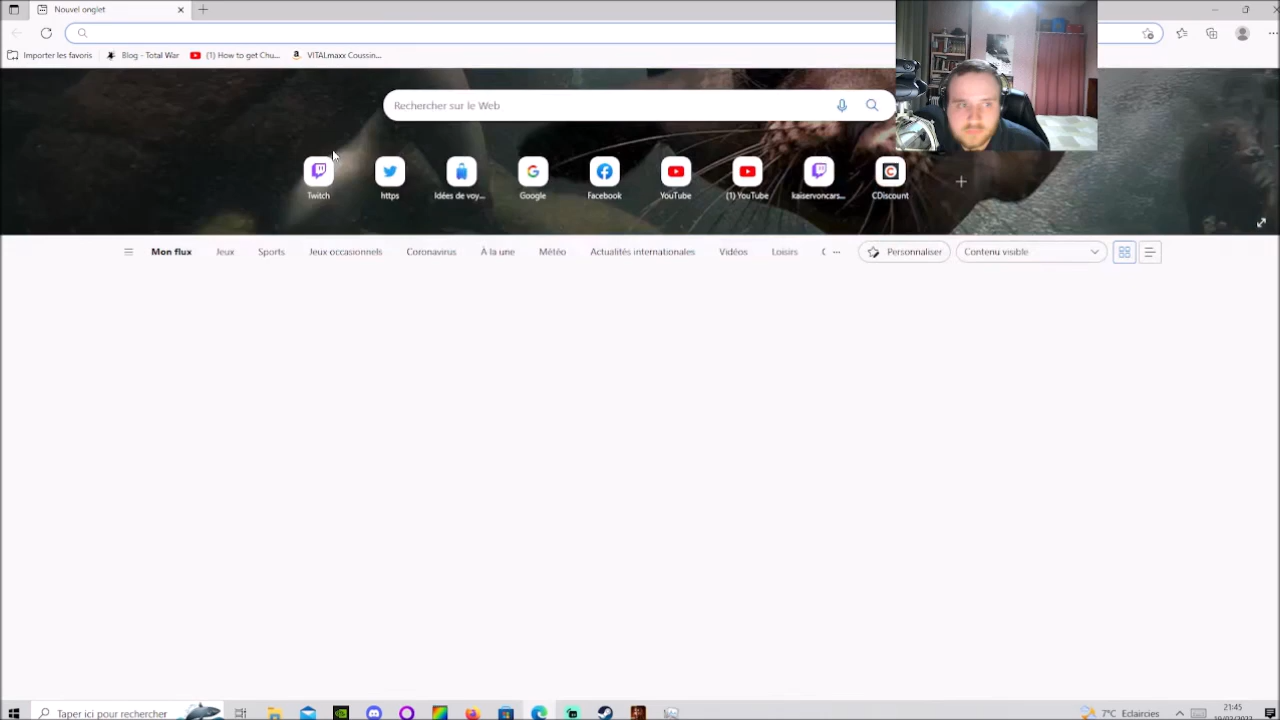 Nouvel onglet
Importer les favoris Blog - Total War (1) How to get Chu... VITALmaxx Coussin...
Rechercher sur le Web
Twitch https Idées de voy... Google Facebook YouTube (1) YouTube kaiservoncars... CDiscount
Mon flux Jeux Sports Jeux occasionnels Coronavirus À la une Météo Actualités internationales Vidéos Loisirs ... Personnaliser Contenu visible
Taper ici pour rechercher 7°C Eclaircies 21:45